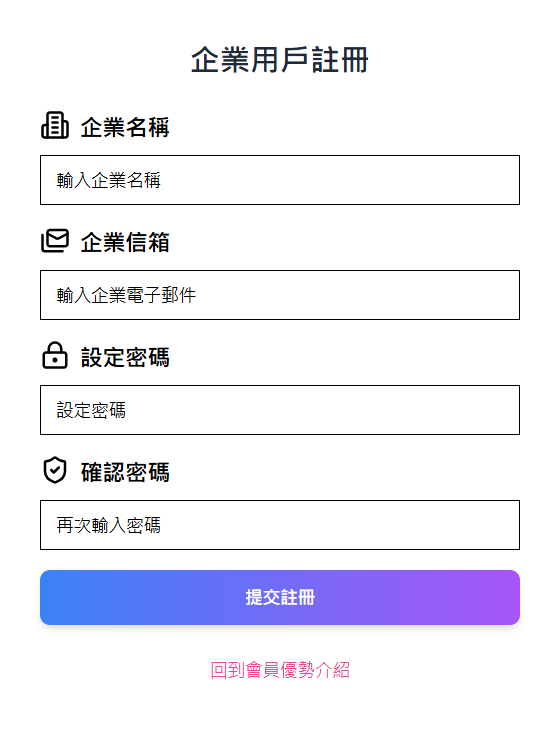 企業用戶註冊
企業名稱
輸入企業名稱
企業信箱
輸入企業電子郵件
設定密碼
設定密碼
確認密碼
再次輸入密碼
提交註冊
回到會員優勢介紹